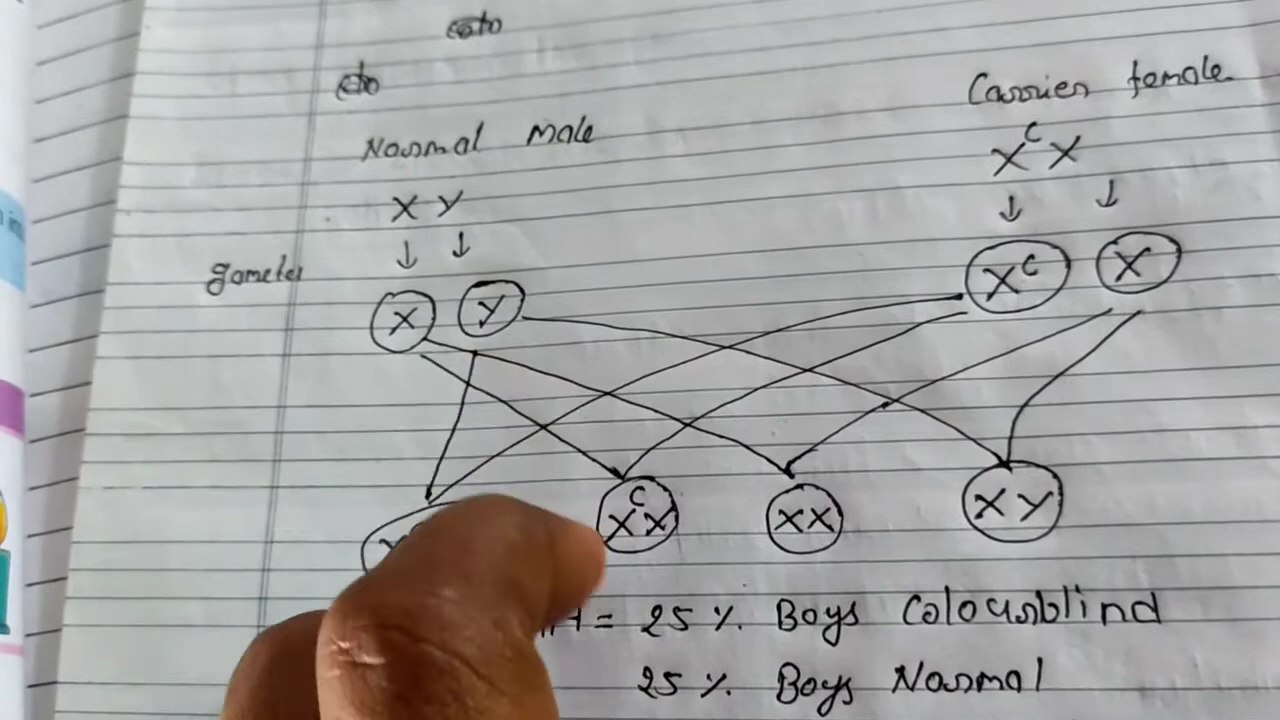 Carrier female
Normal Male
X^C X
X Y
↓ ↓
↓ ↓
gametes
X^C X
X Y
X^C X XX XY
= 25 % Boys Colourblind
25 % Boys Normal